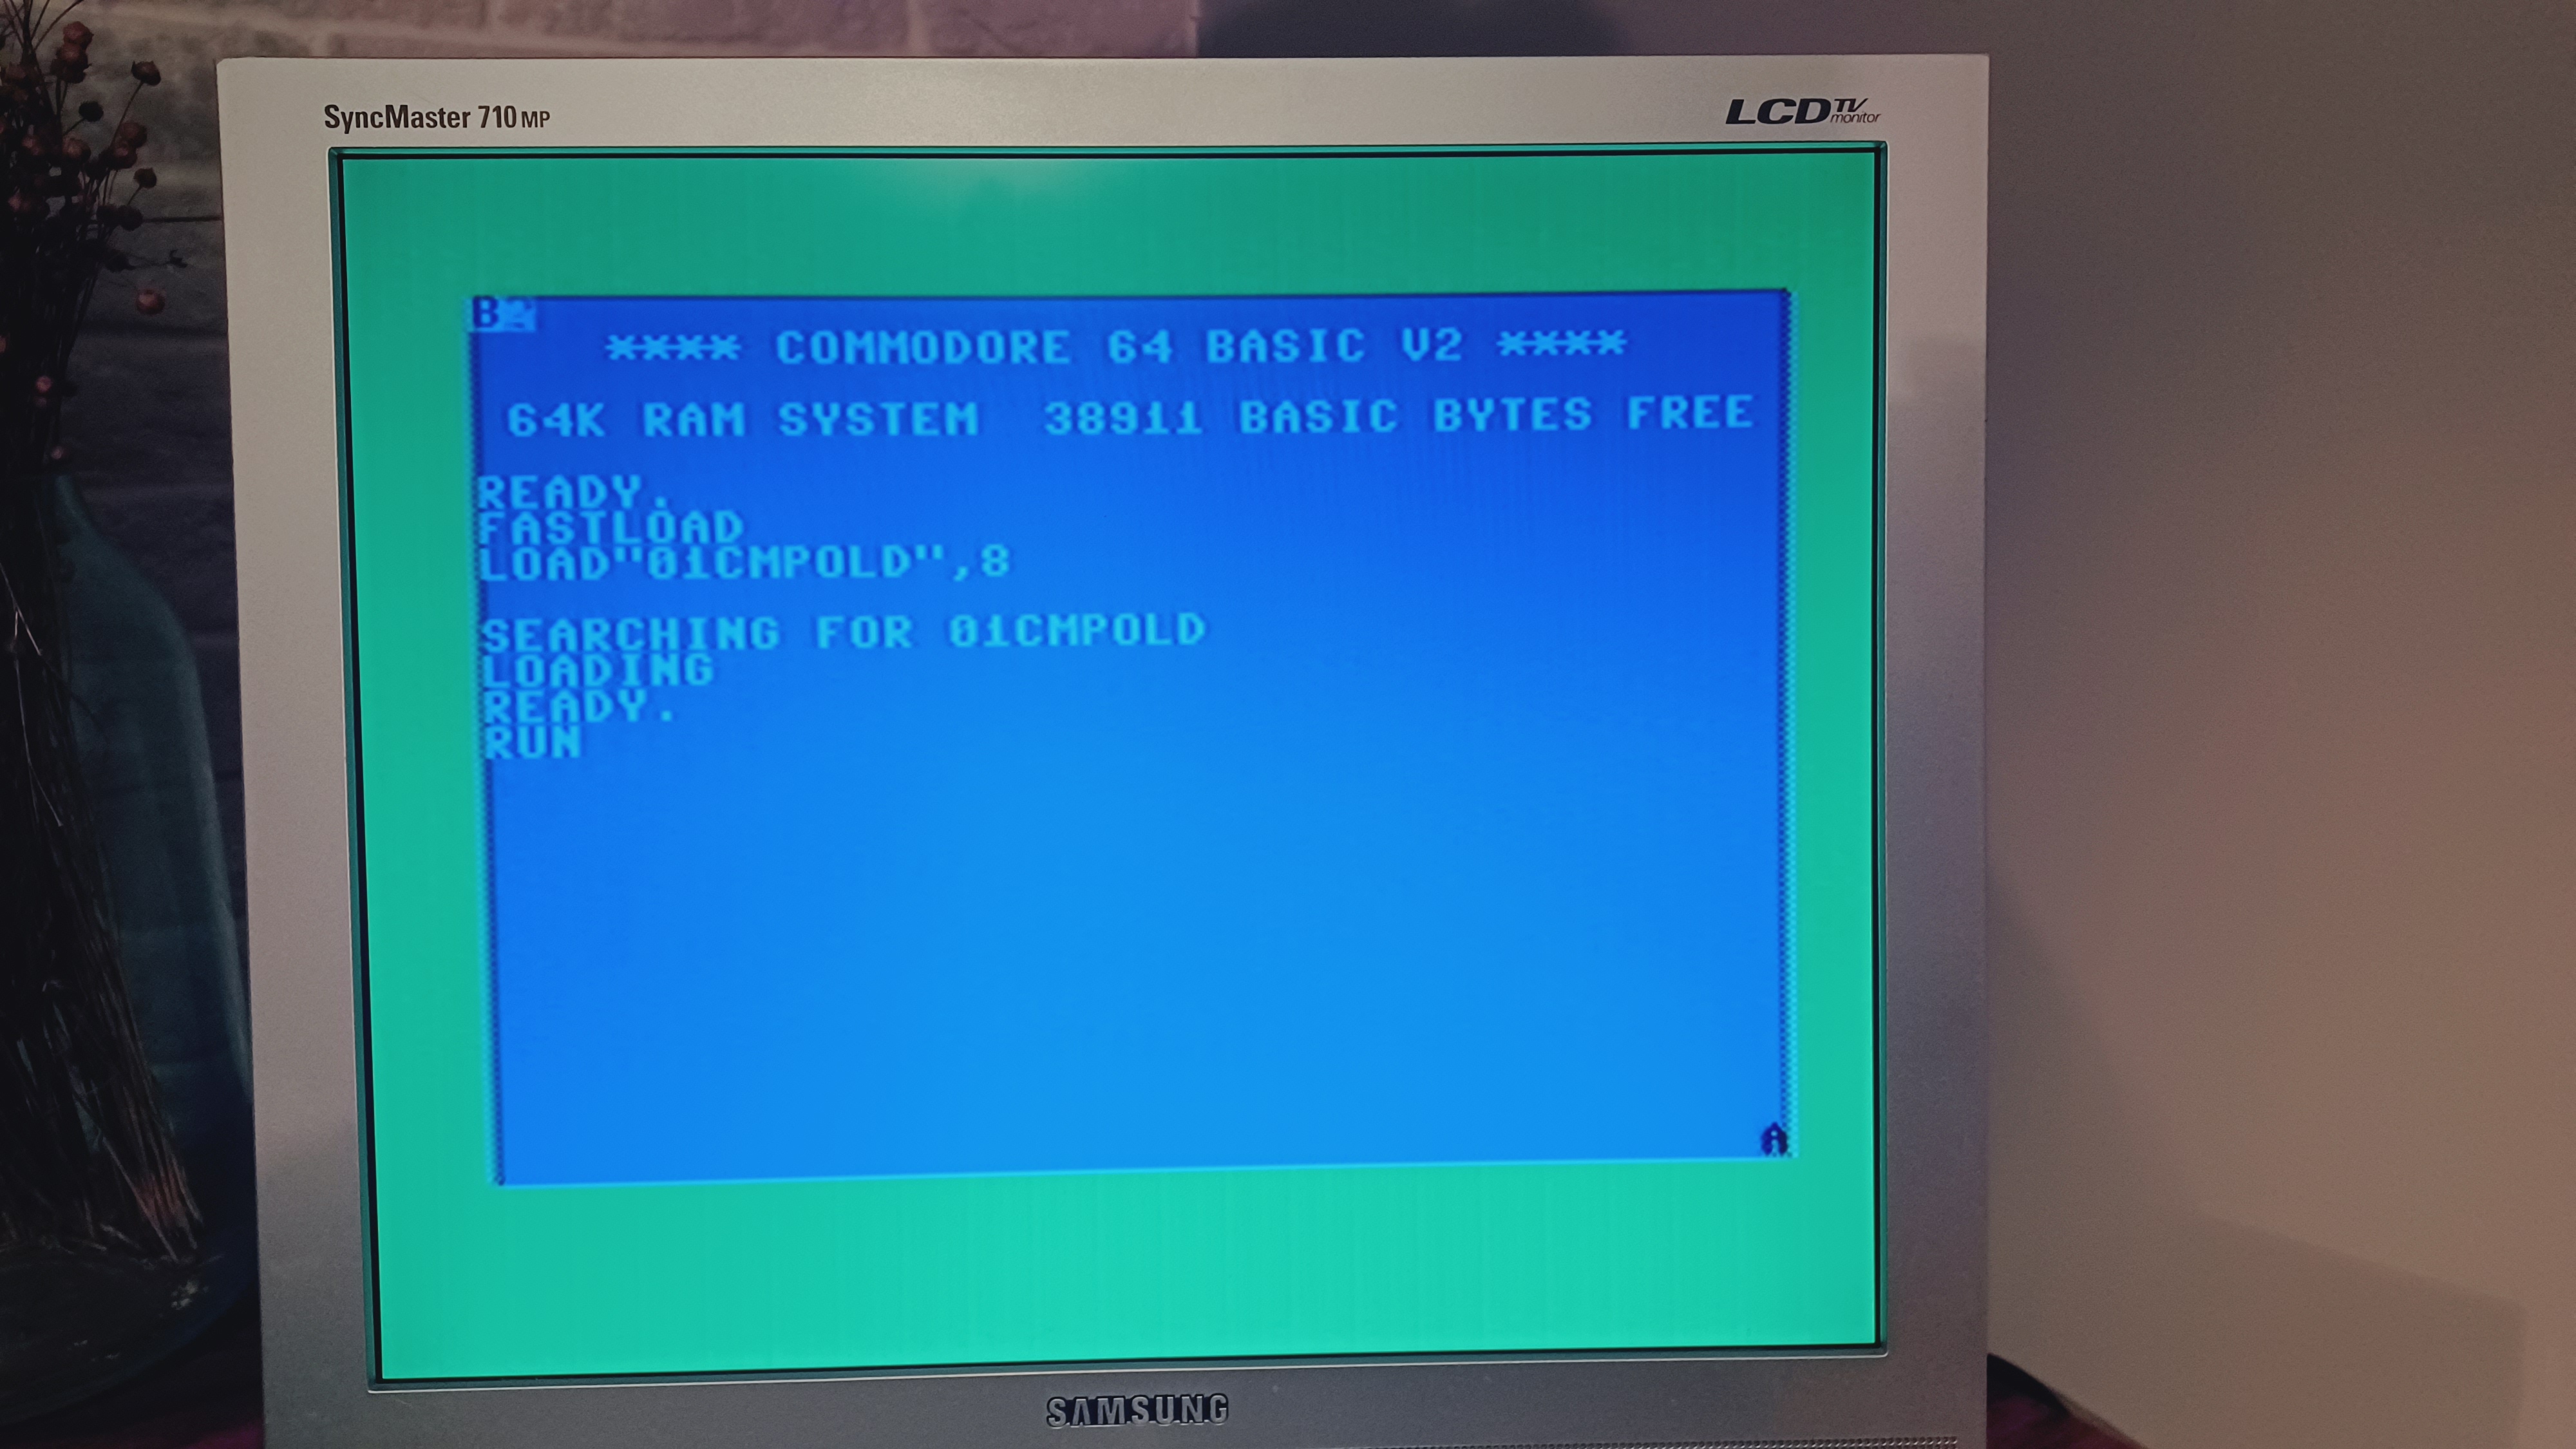 SyncMaster 710MP
LCD TV monitor
B2
**** COMMODORE 64 BASIC V2 ****
64K RAM SYSTEM  38911 BASIC BYTES FREE
READY.
FASTLOAD
LOAD"01CMPOLD",8
SEARCHING FOR 01CMPOLD
LOADING
READY.
RUN
SAMSUNG